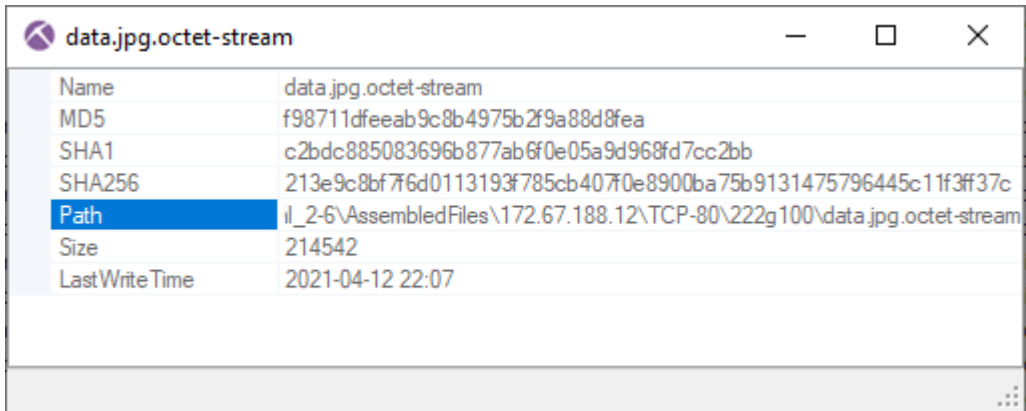 data.jpg.octet-stream
Name data.jpg.octet-stream
MD5 f98711dfeeab9c8b4975b2f9a88d8fea
SHA1 c2bdc885083696b877ab6f0e05a9d968fd7cc2bb
SHA256 213e9c8bf7f6d0113193f785cb407f0e8900ba75b9131475796445c11f3ff37c
Path l_2-6\AssembledFiles\172.67.188.12\TCP-80\222g100\data.jpg.octet-stream
Size 214542
LastWriteTime 2021-04-12 22:07